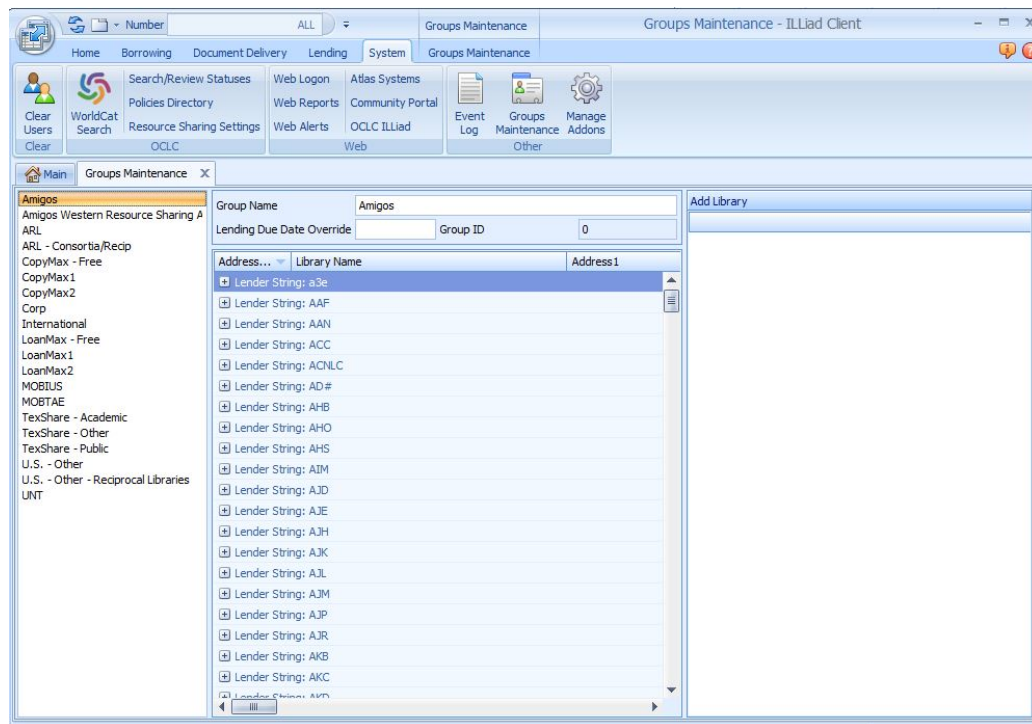 Number ALL Groups Maintenance Groups Maintenance - ILLiad Client
Home Borrowing Document Delivery Lending System Groups Maintenance
Clear Users
WorldCat Search
Search/Review Statuses
Policies Directory
Resource Sharing Settings
Web Logon
Web Reports
Web Alerts
Atlas Systems
Community Portal
OCLC ILLiad
Event Log
Groups Maintenance
Manage Addons
Clear OCLC Web Other
Main Groups Maintenance X
Amigos
Amigos Western Resource Sharing A
ARL
ARL - Consortia/Recip
CopyMax - Free
CopyMax1
CopyMax2
Corp
International
LoanMax - Free
LoanMax1
LoanMax2
MOBIUS
MOBTAE
TexShare - Academic
TexShare - Other
TexShare - Public
U.S. - Other
U.S. - Other - Reciprocal Libraries
UNT
Group Name Amigos
Lending Due Date Override Group ID 0
Address... Library Name Address1
Lender String: a3e
Lender String: AAF
Lender String: AAN
Lender String: ACC
Lender String: ACNLC
Lender String: AD#
Lender String: AHB
Lender String: AHO
Lender String: AHS
Lender String: AIM
Lender String: AJD
Lender String: AJE
Lender String: AJH
Lender String: AJK
Lender String: AJL
Lender String: AJM
Lender String: AJP
Lender String: AJR
Lender String: AKB
Lender String: AKC
Lender String: AKD
Add Library